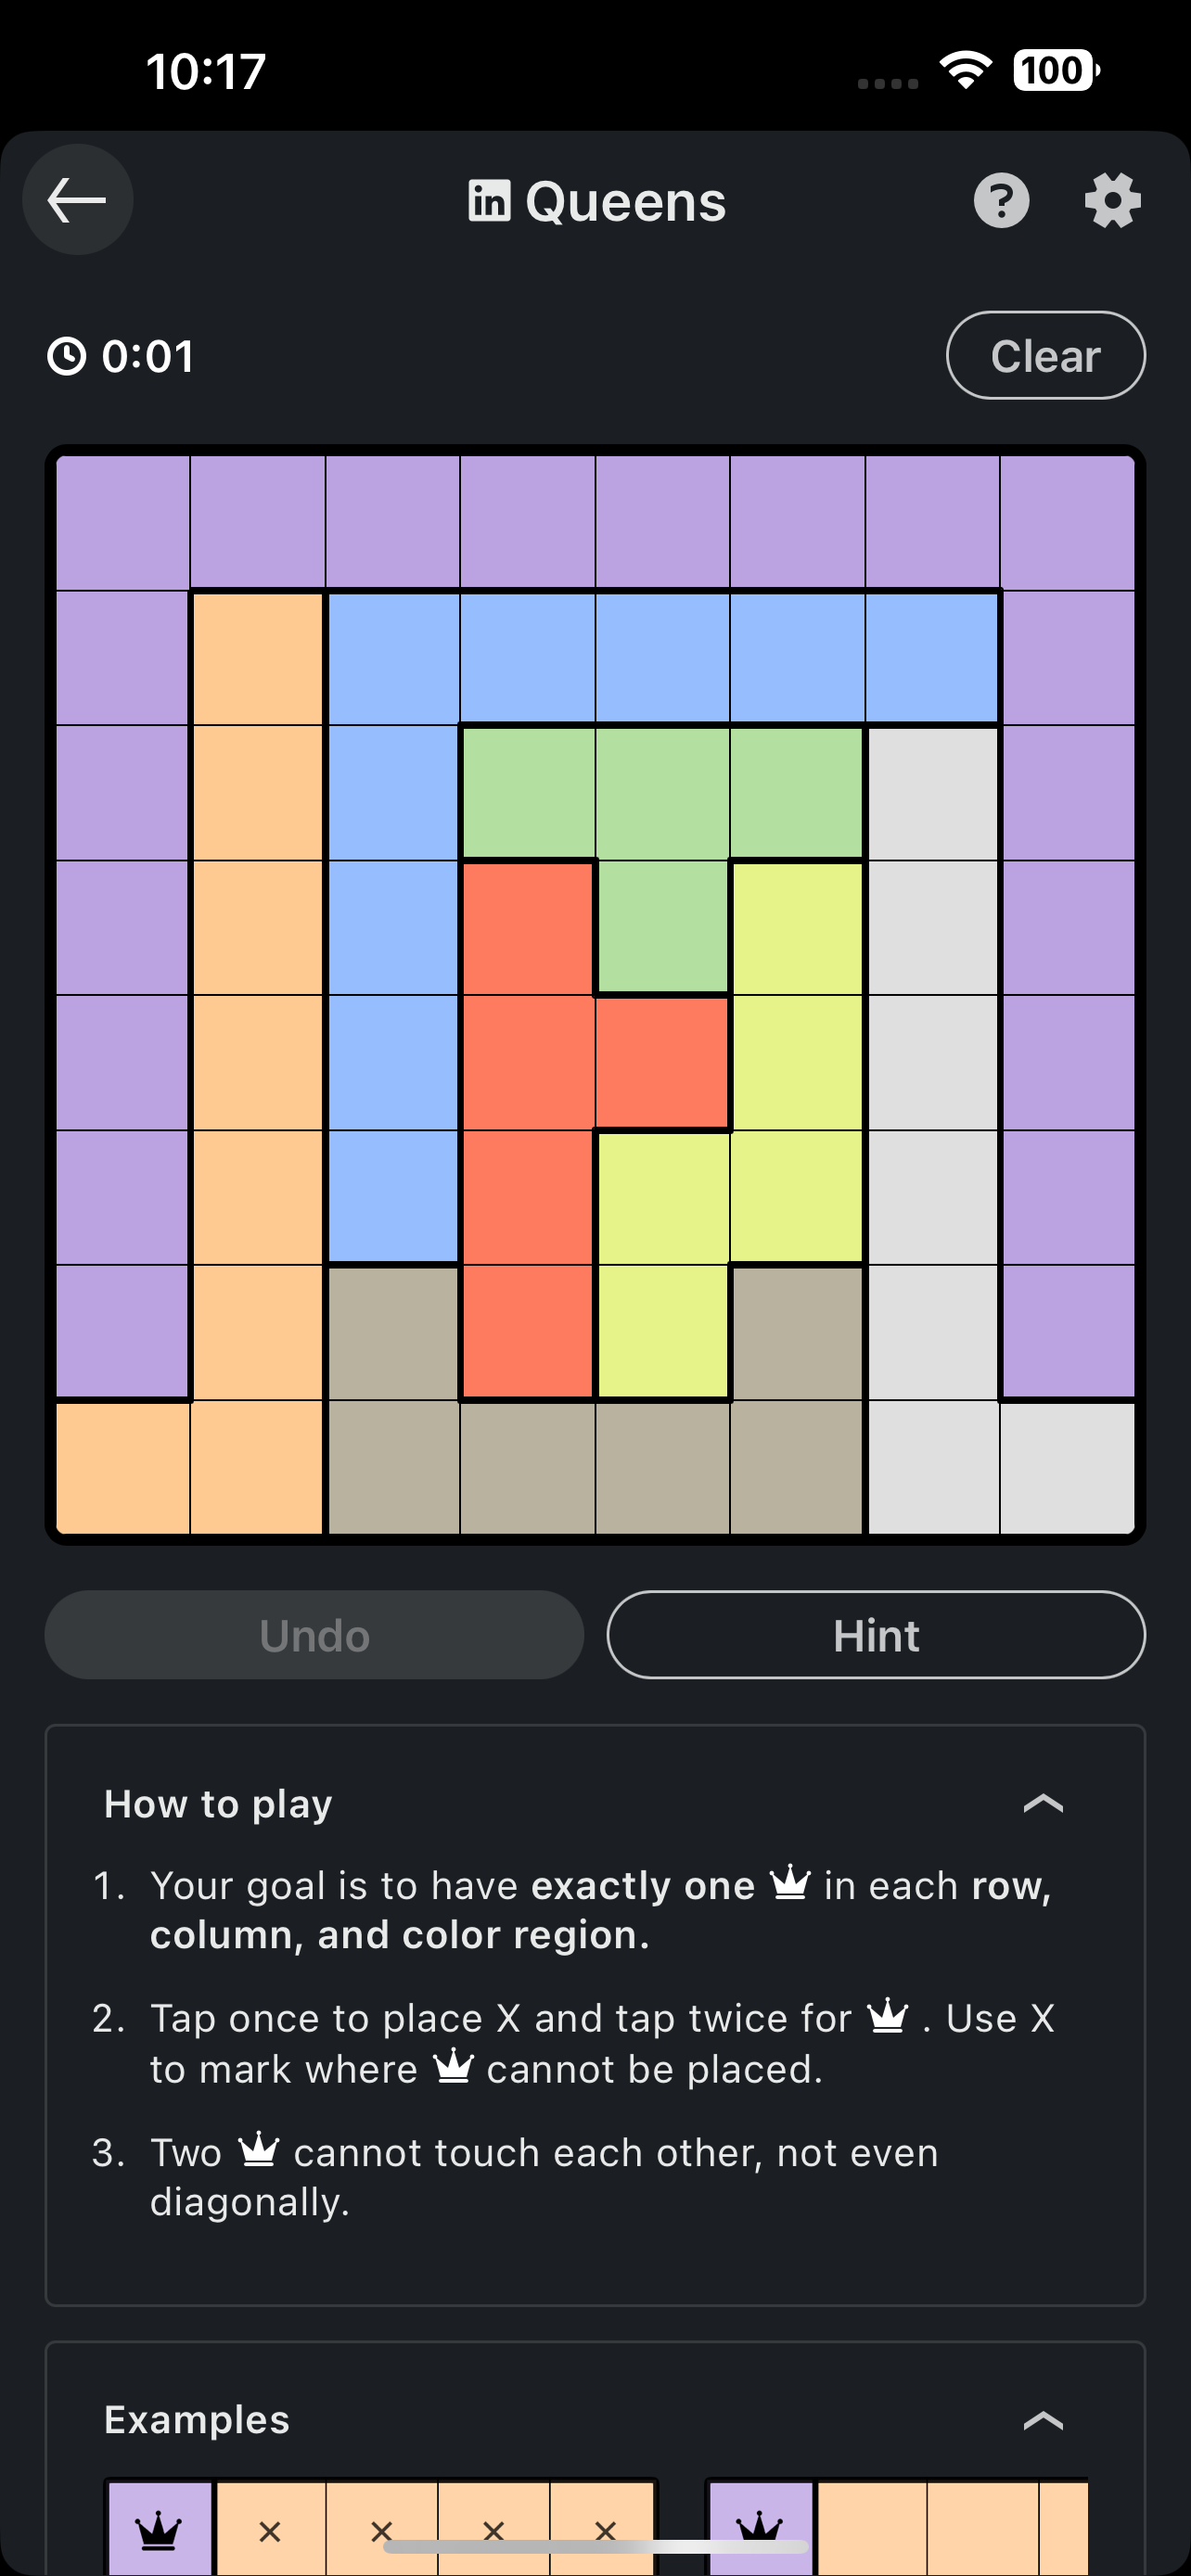 10:17
100
in Queens
?
0:01
Clear
Undo
Hint
How to play
1. Your goal is to have exactly one in each row,
column, and color region.
2. Tap once to place X and tap twice for . Use X
to mark where cannot be placed.
3. Two cannot touch each other, not even
diagonally.
Examples
× × × ×